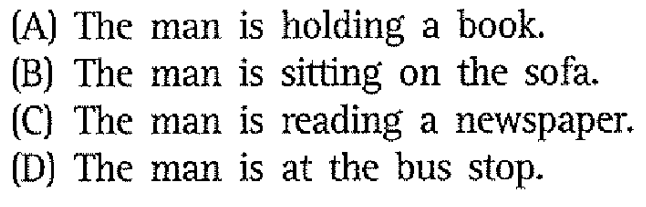 (A) The man is holding a book.
(B) The man is sitting on the sofa.
(C) The man is reading a newspaper.
(D) The man is at the bus stop.